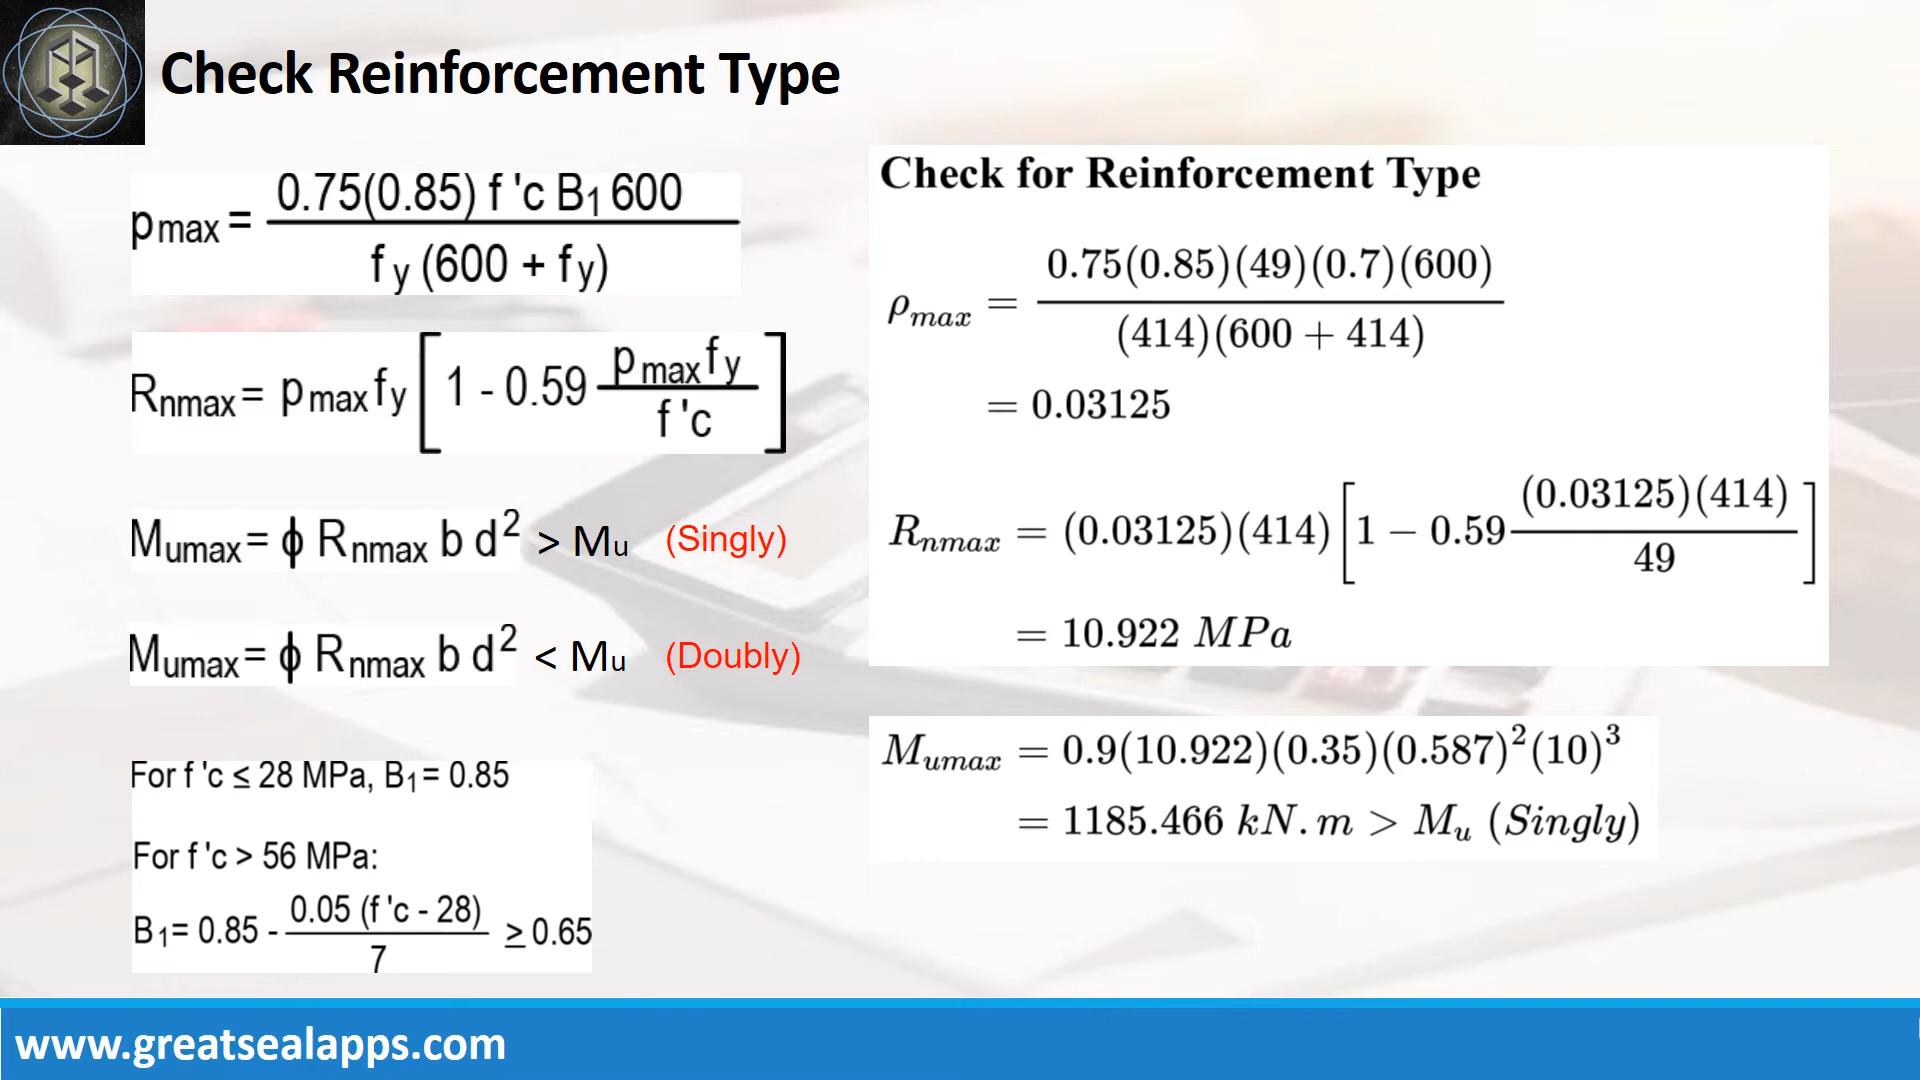 Check Reinforcement Type
pmax = 0.75(0.85) f 'c B1 600 / fy (600 + fy)
Rnmax = pmax fy [ 1 - 0.59 pmax fy / f 'c ]
Mumax = ϕ Rnmax b d² > Mu (Singly)
Mumax = ϕ Rnmax b d² < Mu (Doubly)
For f 'c ≤ 28 MPa, B1 = 0.85
For f 'c > 56 MPa:
B1 = 0.85 - 0.05 (f 'c - 28) / 7 ≥ 0.65
Check for Reinforcement Type
ρmax = 0.75(0.85)(49)(0.7)(600) / (414)(600 + 414)
= 0.03125
Rnmax = (0.03125)(414) [ 1 − 0.59 (0.03125)(414) / 49 ]
= 10.922 MPa
Mumax = 0.9(10.922)(0.35)(0.587)²(10)³
= 1185.466 kN.m > Mu (Singly)
www.greatsealapps.com